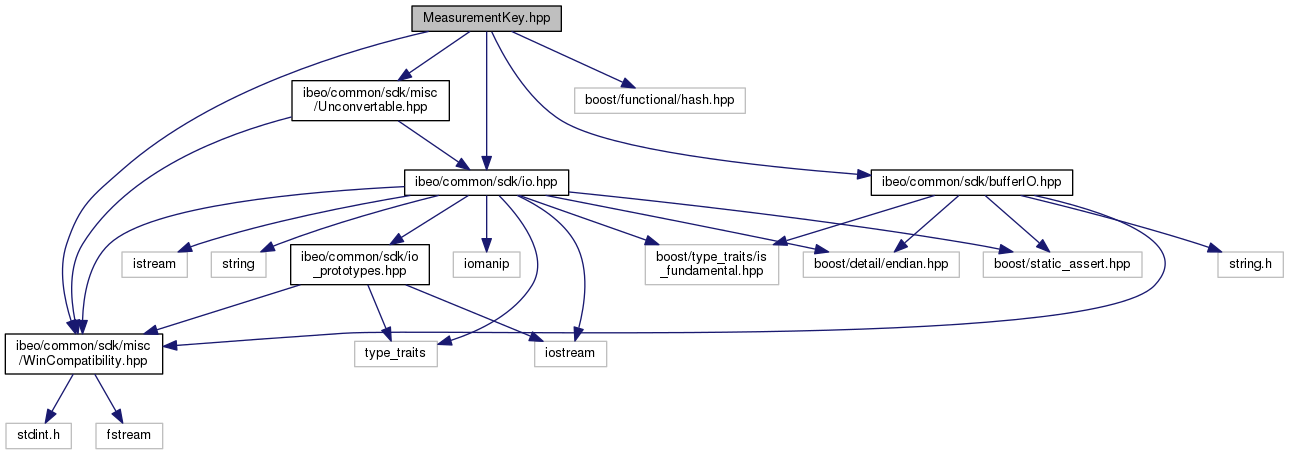 MeasurementKey.hpp
ibeo/common/sdk/misc
/Unconvertable.hpp
boost/functional/hash.hpp
ibeo/common/sdk/io.hpp
ibeo/common/sdk/bufferIO.hpp
istream
string
ibeo/common/sdk/io
_prototypes.hpp
iomanip
boost/type_traits/is
_fundamental.hpp
boost/detail/endian.hpp
boost/static_assert.hpp
string.h
ibeo/common/sdk/misc
/WinCompatibility.hpp
type_traits
iostream
stdint.h
fstream